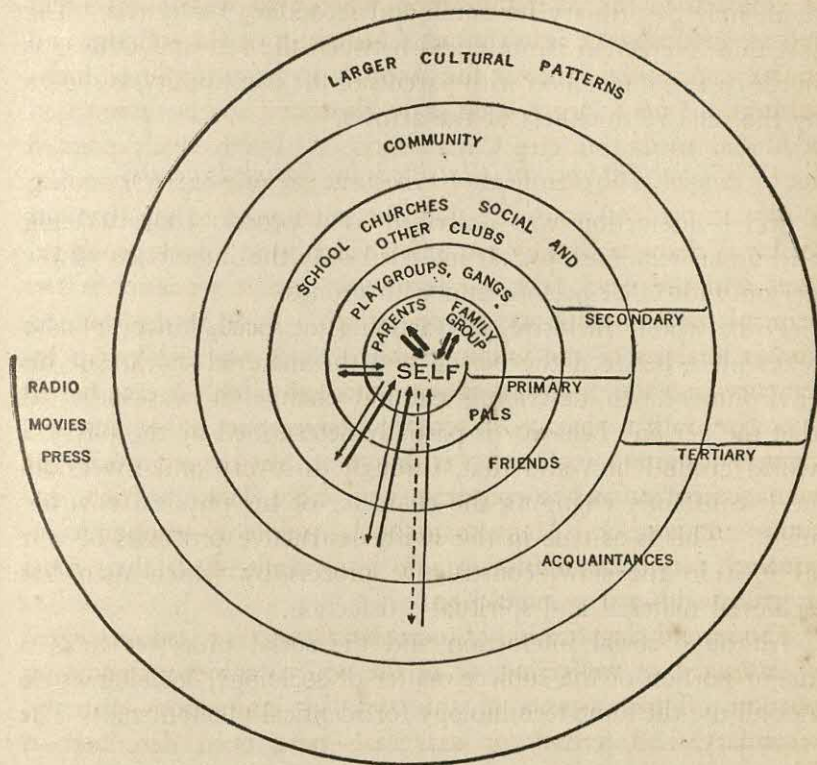 LARGER CULTURAL PATTERNS
COMMUNITY
SCHOOL CHURCHES SOCIAL AND
OTHER CLUBS
PLAYGROUPS, GANGS
PARENTS
FAMILY
GROUP
SELF
SECONDARY
PRIMARY
TERTIARY
PALS
FRIENDS
ACQUAINTANCES
RADIO
MOVIES
PRESS